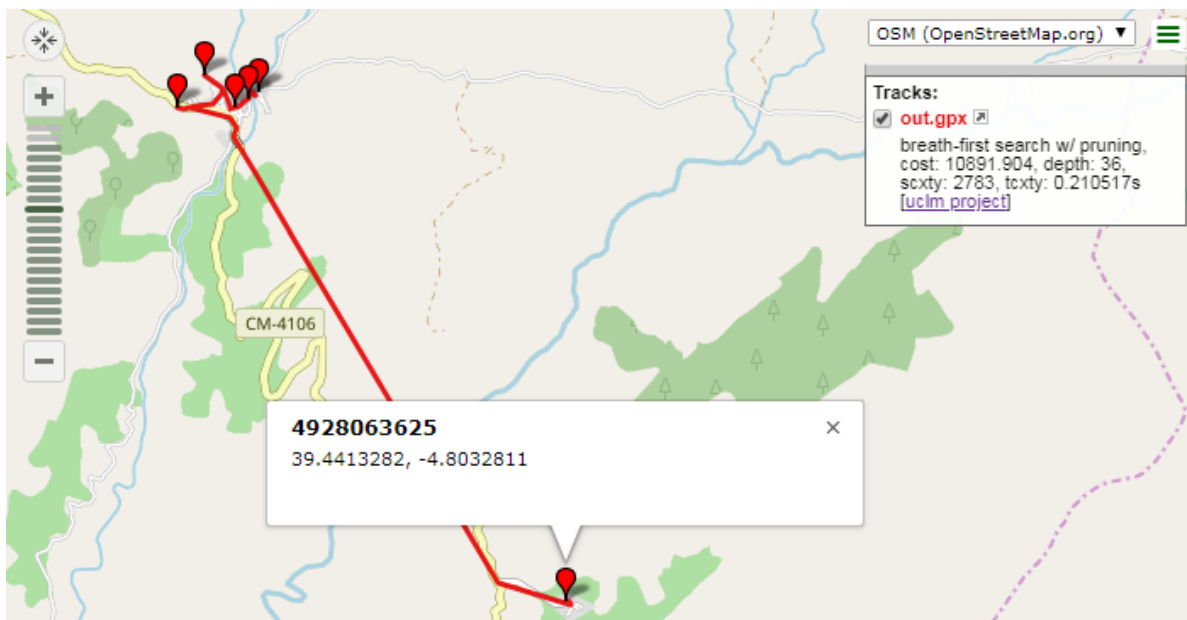 OSM (OpenStreetMap.org) ▼
Tracks:
out.gpx
breath-first search w/ pruning,
cost: 10891.904, depth: 36,
scxty: 2783, tcxty: 0.210517s
[uclm project]
CM-4106
4928063625
39.4413282, -4.8032811